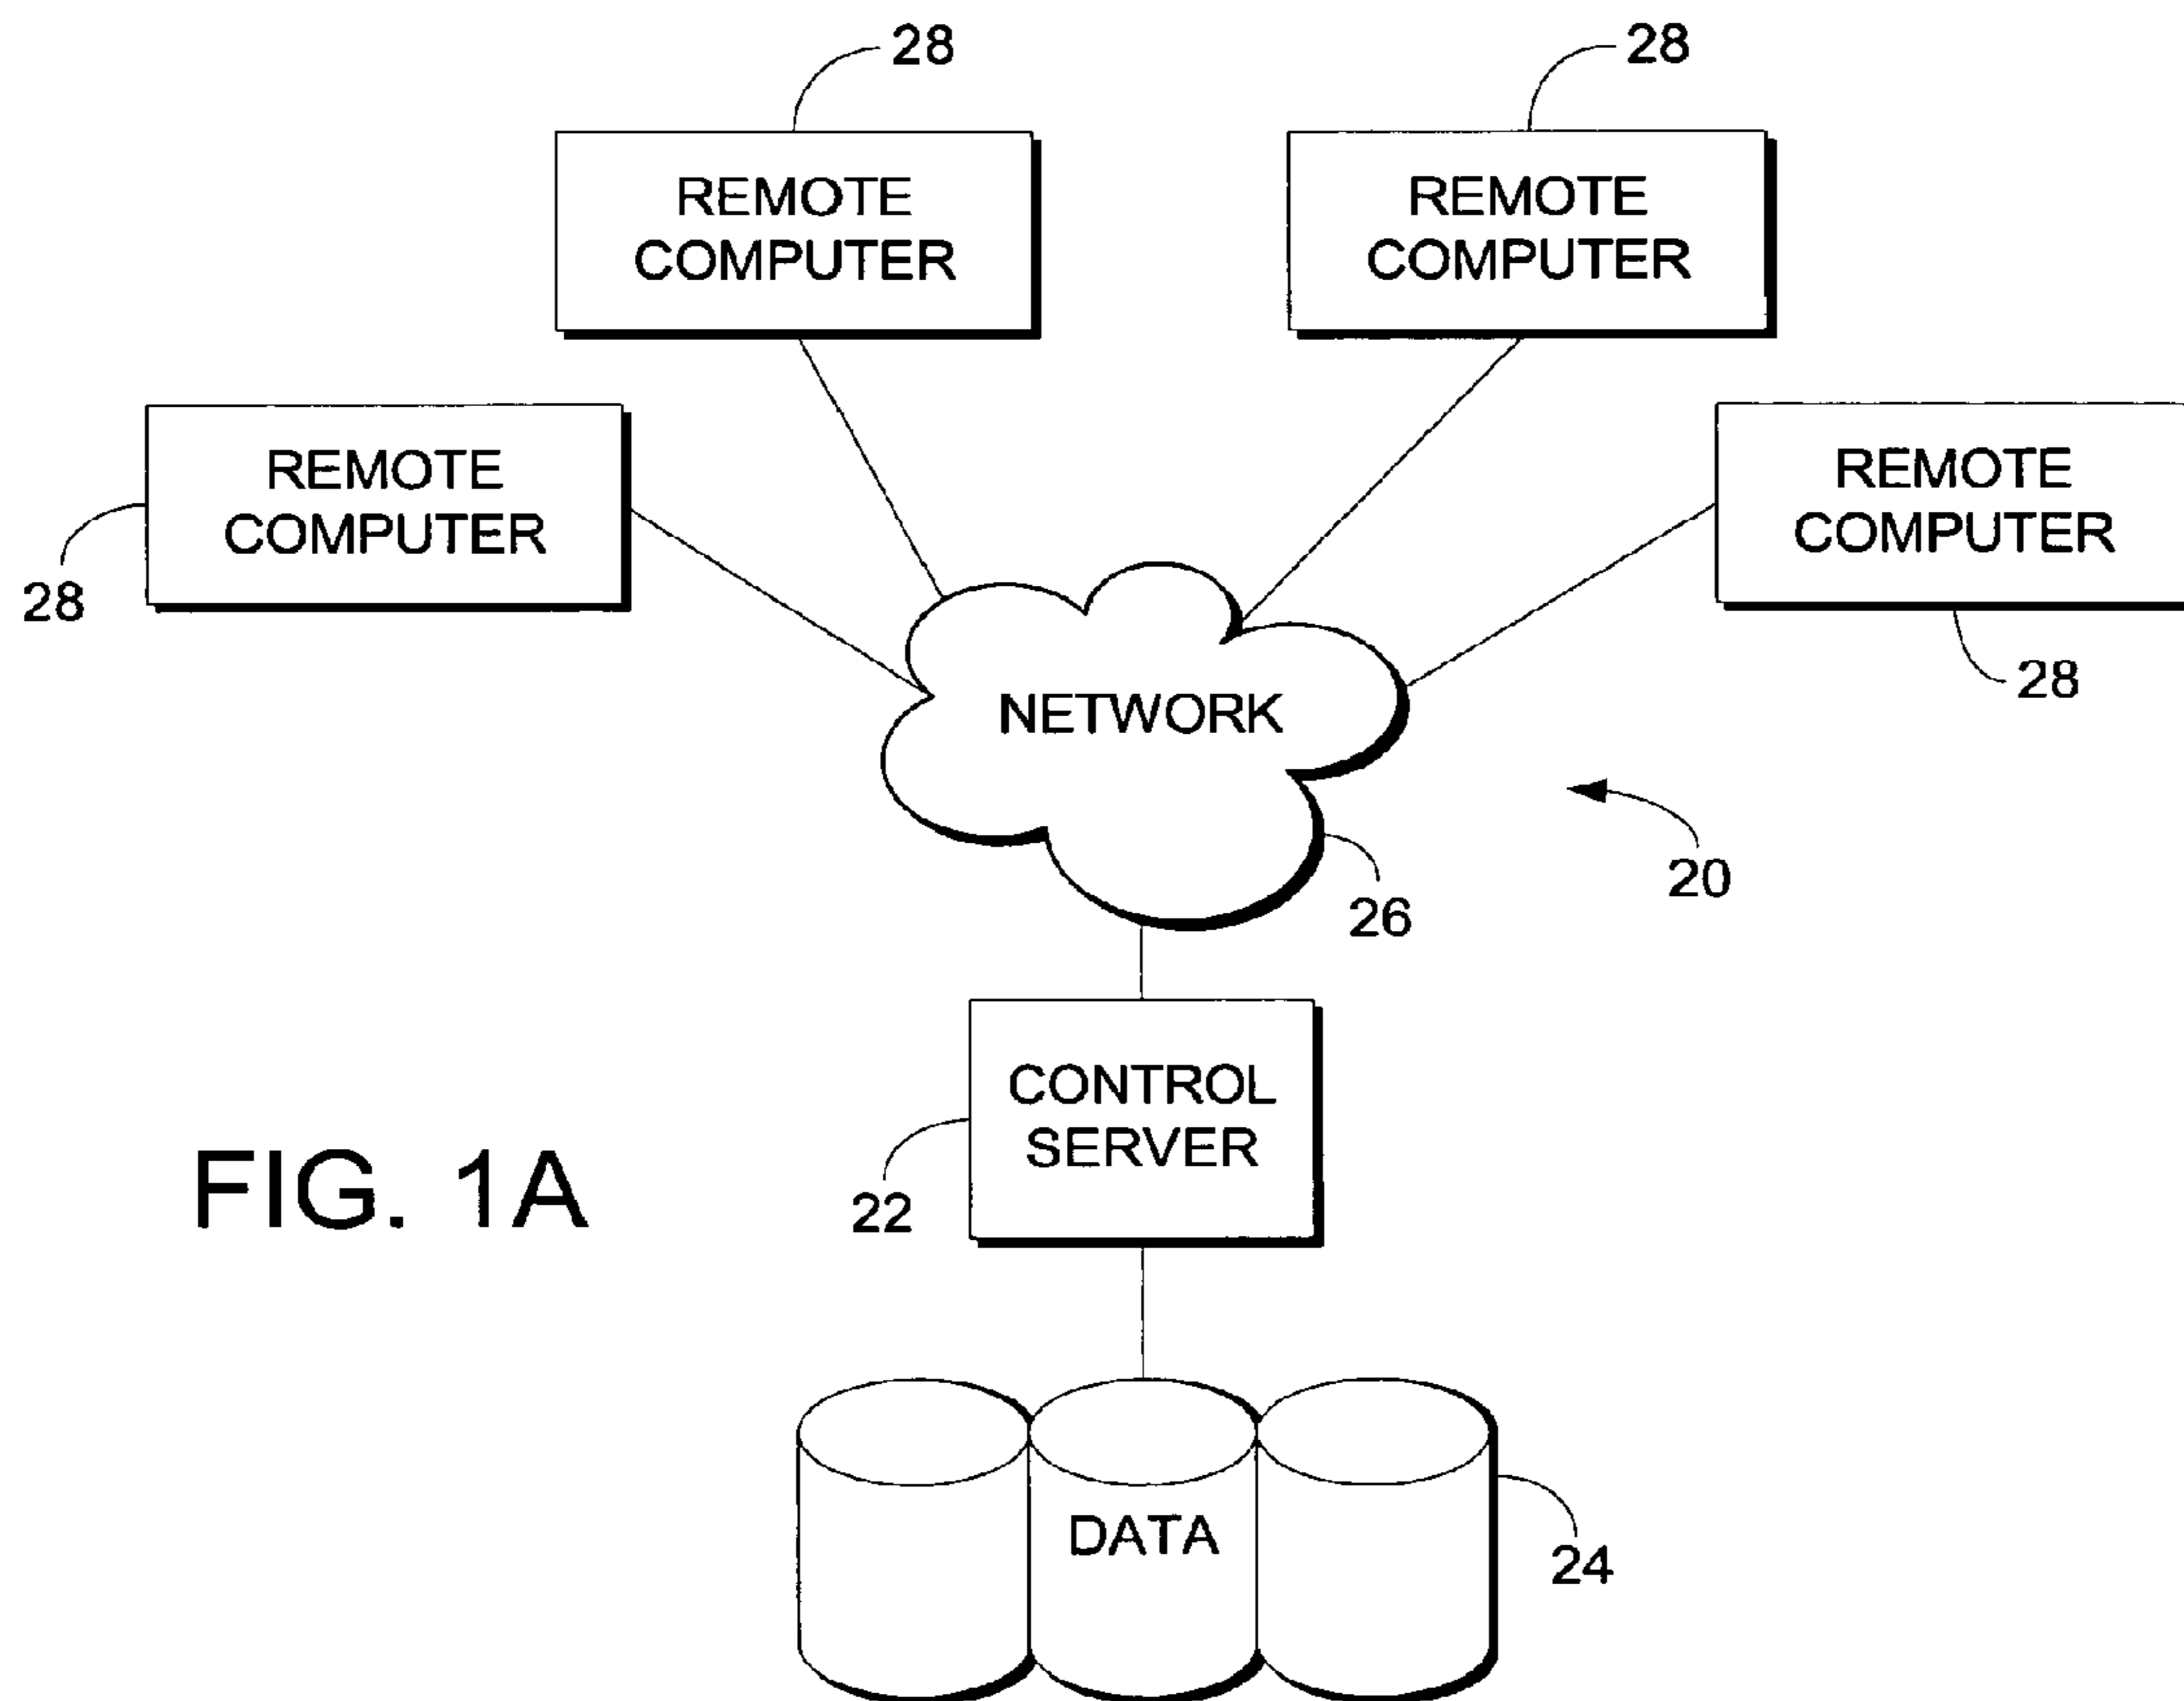 28
28
REMOTE
COMPUTER
REMOTE
COMPUTER
REMOTE
COMPUTER
REMOTE
COMPUTER
28
28
NETWORK
20
26
CONTROL
SERVER
22
FIG. 1A
DATA
24